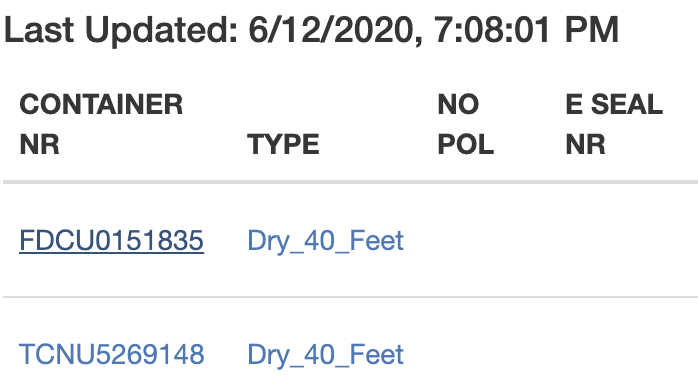 Last Updated: 6/12/2020, 7:08:01 PM
CONTAINER NR TYPE NO POL E SEAL NR
FDCU0151835 Dry_40_Feet
TCNU5269148 Dry_40_Feet